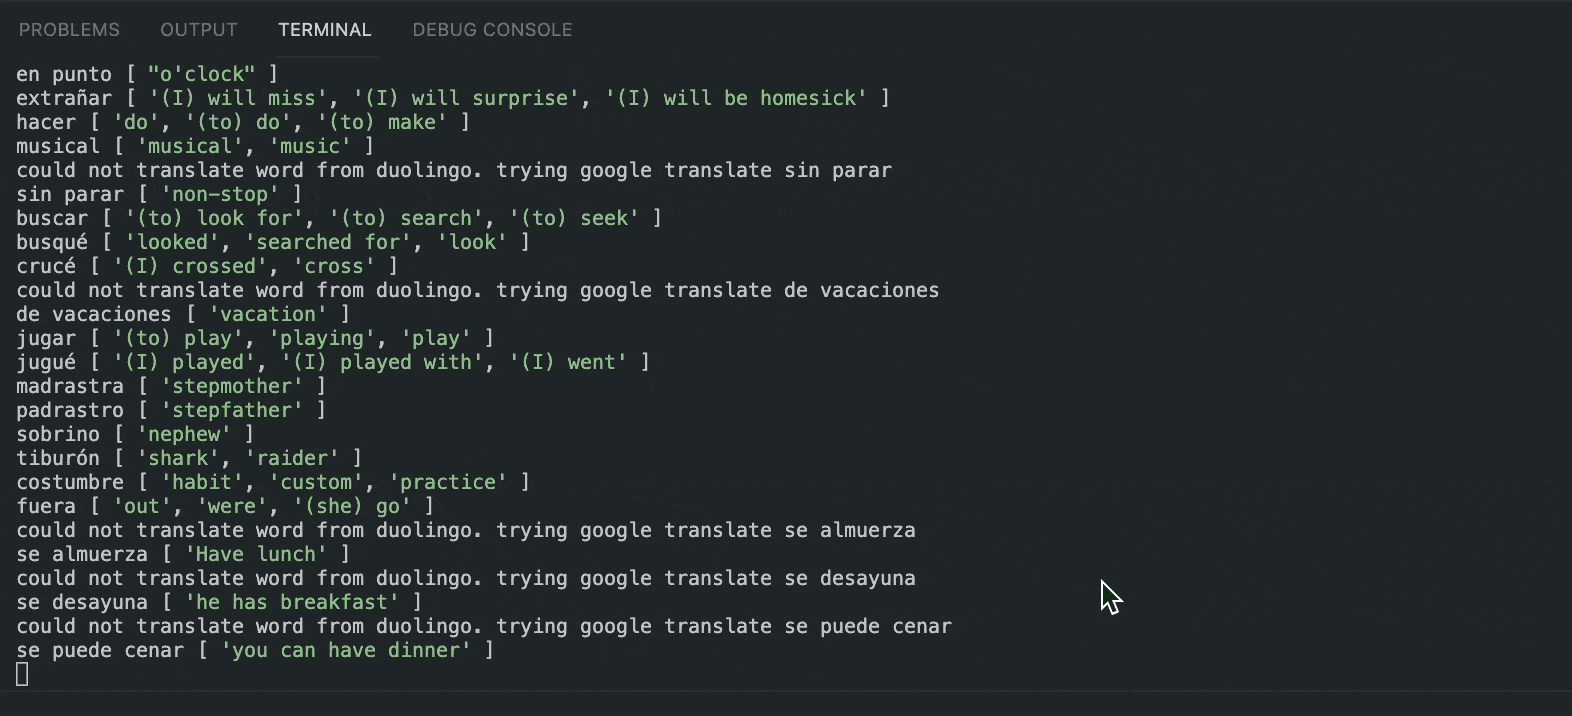 PROBLEMS OUTPUT TERMINAL DEBUG CONSOLE
en punto [ "o'clock" ]
extrañar [ '(I) will miss', '(I) will surprise', '(I) will be homesick' ]
hacer [ 'do', '(to) do', '(to) make' ]
musical [ 'musical', 'music' ]
could not translate word from duolingo. trying google translate sin parar
sin parar [ 'non-stop' ]
buscar [ '(to) look for', '(to) search', '(to) seek' ]
busqué [ 'looked', 'searched for', 'look' ]
crucé [ '(I) crossed', 'cross' ]
could not translate word from duolingo. trying google translate de vacaciones
de vacaciones [ 'vacation' ]
jugar [ '(to) play', 'playing', 'play' ]
jugué [ '(I) played', '(I) played with', '(I) went' ]
madrastra [ 'stepmother' ]
padrastro [ 'stepfather' ]
sobrino [ 'nephew' ]
tiburón [ 'shark', 'raider' ]
costumbre [ 'habit', 'custom', 'practice' ]
fuera [ 'out', 'were', '(she) go' ]
could not translate word from duolingo. trying google translate se almuerza
se almuerza [ 'Have lunch' ]
could not translate word from duolingo. trying google translate se desayuna
se desayuna [ 'he has breakfast' ]
could not translate word from duolingo. trying google translate se puede cenar
se puede cenar [ 'you can have dinner' ]